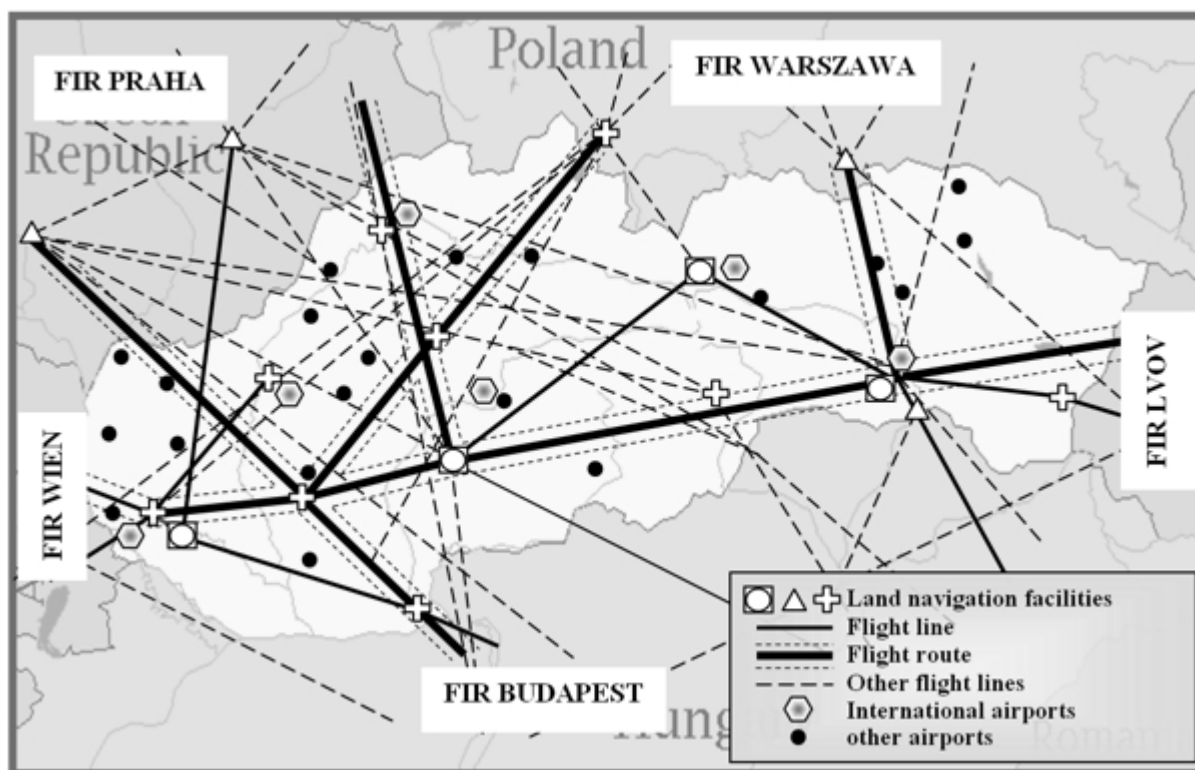 Poland
FIR PRAHA
FIR WARSZAWA
Czech
Republic
FIR WIEN
FIR LVOV
FIR BUDAPEST
Land navigation facilities
Flight line
Flight route
Other flight lines
International airports
other airports